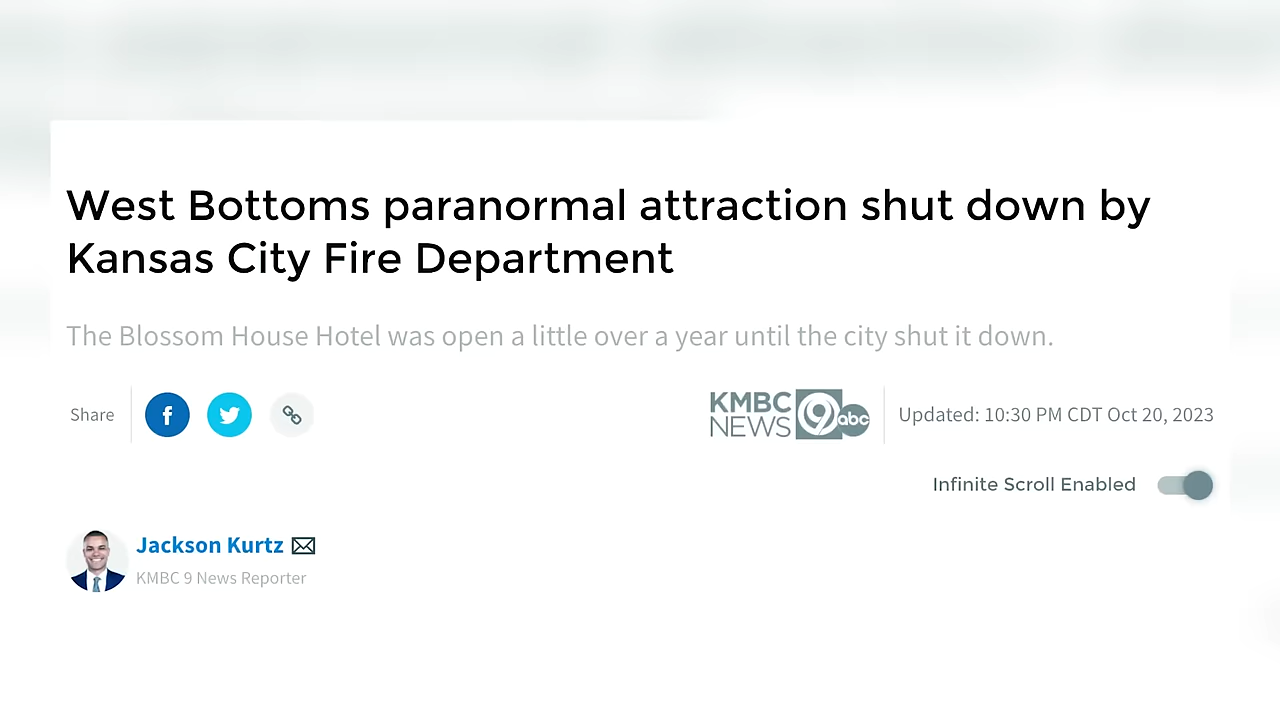 West Bottoms paranormal attraction shut down by
Kansas City Fire Department
The Blossom House Hotel was open a little over a year until the city shut it down.
Share
f
KMBC
NEWS
9
abc
Updated: 10:30 PM CDT Oct 20, 2023
Infinite Scroll Enabled
Jackson Kurtz
KMBC 9 News Reporter